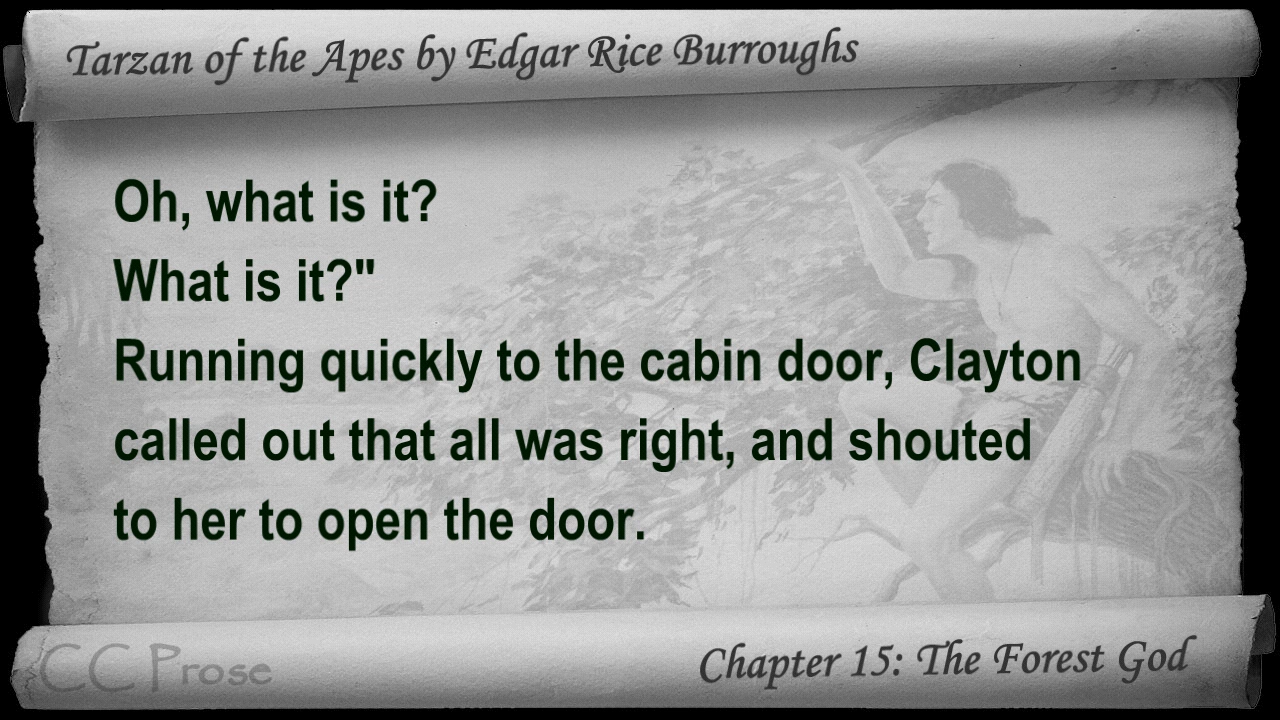 Tarzan of the Apes by Edgar Rice Burroughs
Oh, what is it?
What is it?"
Running quickly to the cabin door, Clayton
called out that all was right, and shouted
to her to open the door.
CC Prose
Chapter 15: The Forest God